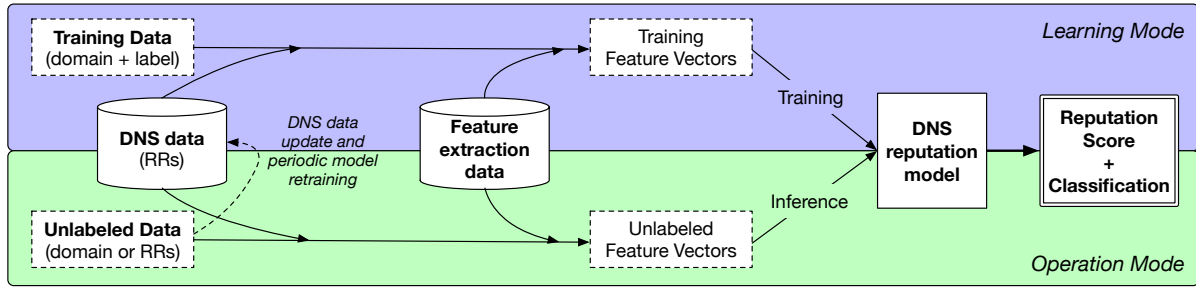 Learning Mode
Training Data
(domain + label)
Training
Feature Vectors
Training
DNS data
(RRs)
DNS data
update and
periodic model
retraining
Feature
extraction
data
DNS
reputation
model
Reputation
Score
+
Classification
Inference
Unlabeled Data
(domain or RRs)
Unlabeled
Feature Vectors
Operation Mode